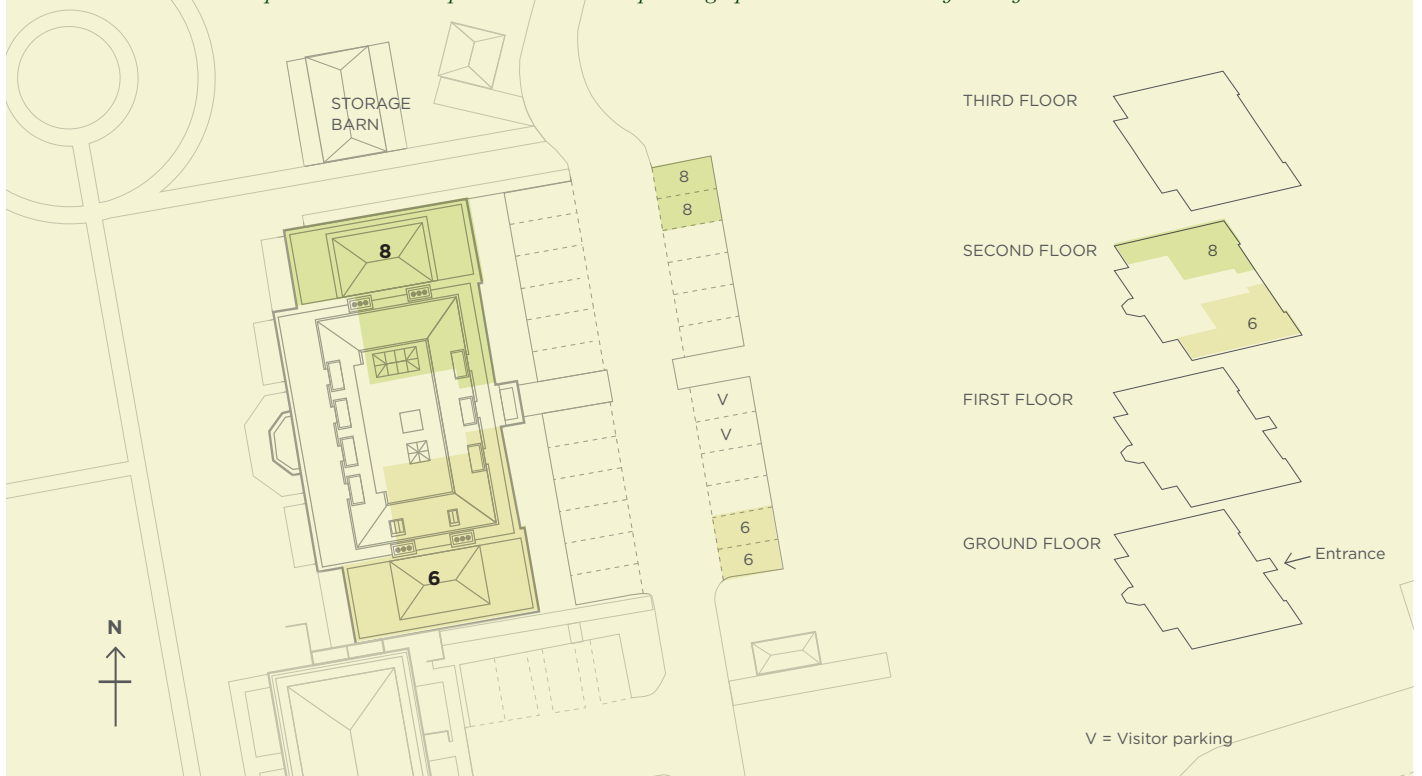 STORAGE
BARN
8
8
8
6
V
V
6
6
N
THIRD FLOOR
SECOND FLOOR
8
6
FIRST FLOOR
GROUND FLOOR
Entrance
V = Visitor parking